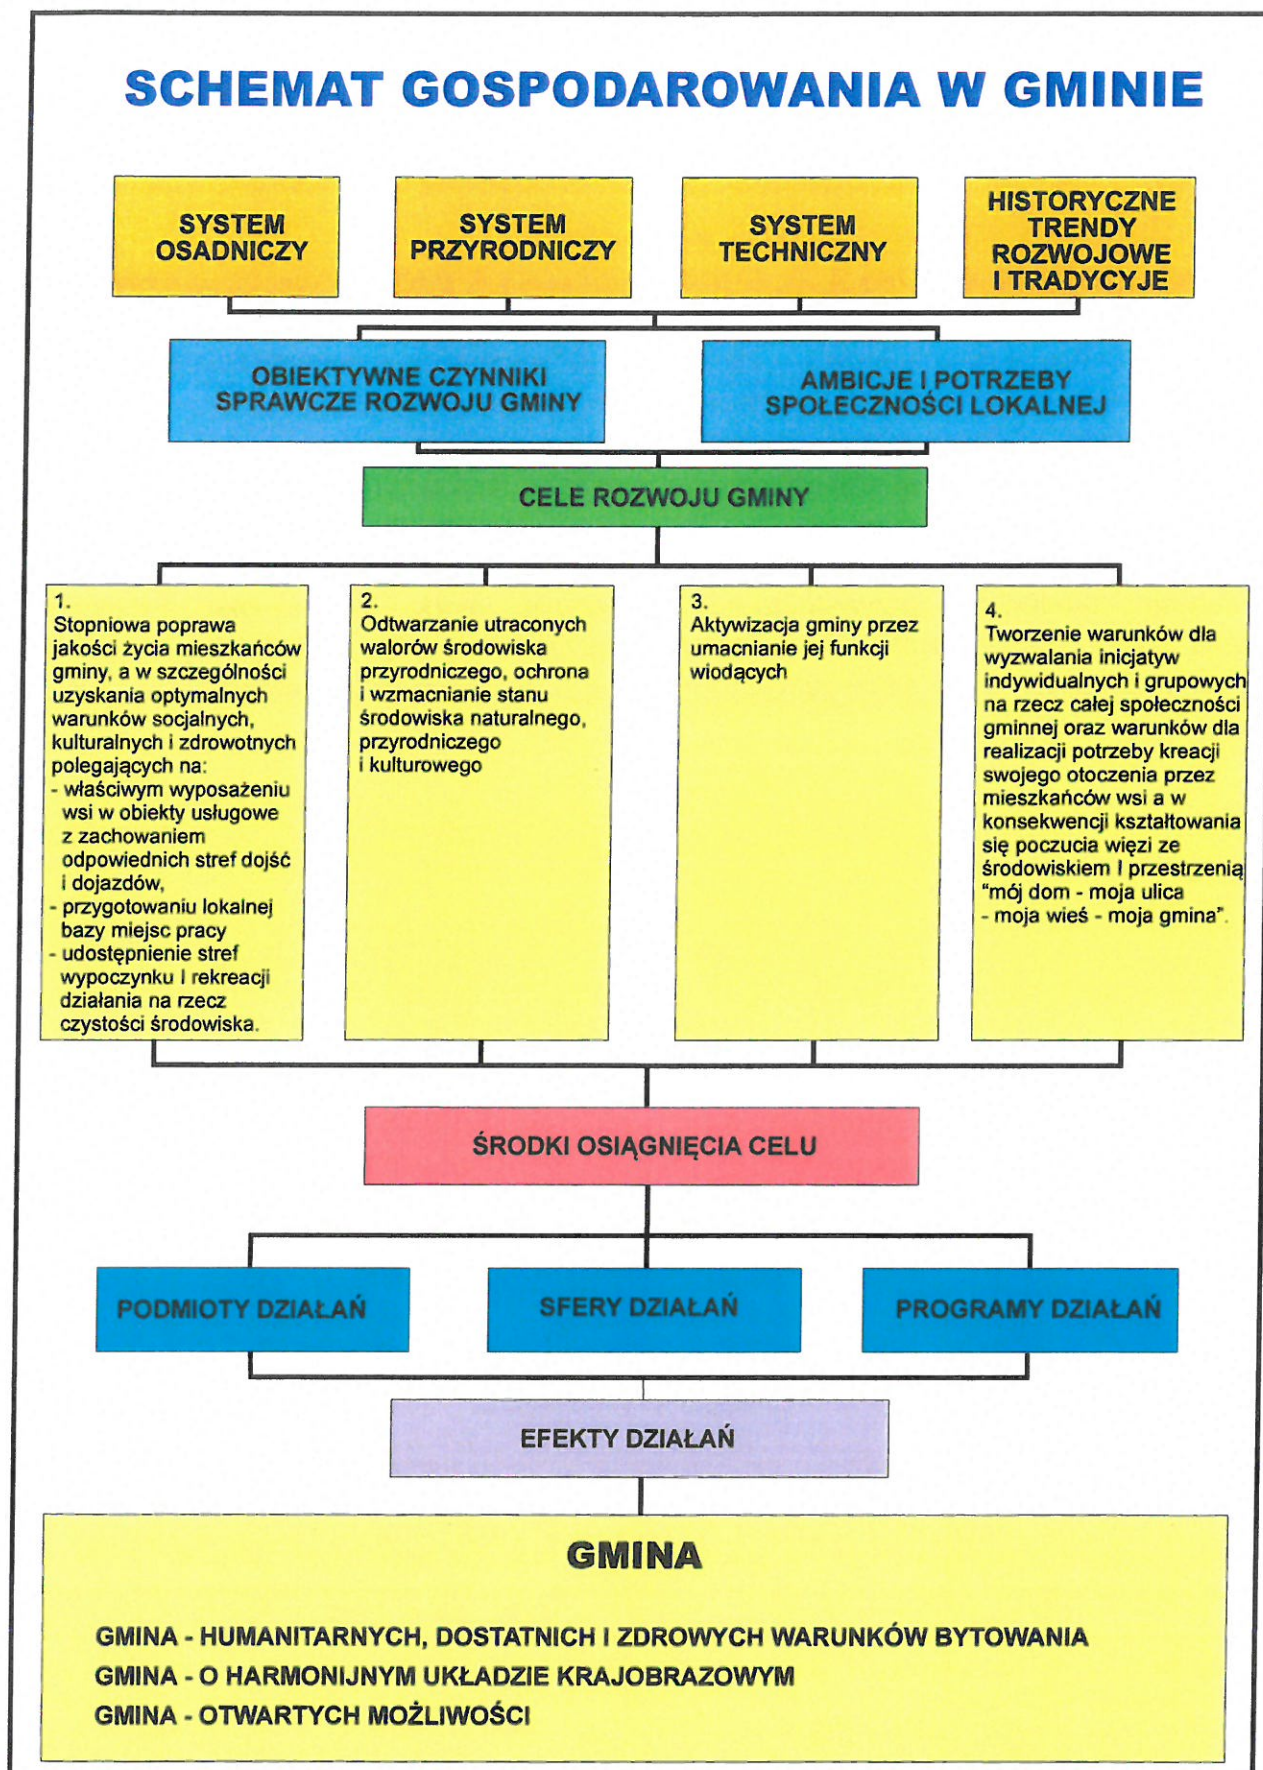 SCHEMAT GOSPODAROWANIA W GMINIE
SYSTEM
OSADNICZY
SYSTEM
PRZYRODNICZY
SYSTEM
TECHNICZNY
HISTORYCZNE
TRENDY
ROZWOJOWE
I TRADYCYJE
OBIEKTYWNE CZYNNIKI
SPRAWCZE ROZWOJU GMINY
AMBICJE I POTRZEBY
SPOŁECZNOŚCI LOKALNEJ
CELE ROZWOJU GMINY
1.
Stopniowa poprawa
jakości życia mieszkańców
gminy, a w szczególności
uzyskania optymalnych
warunków socjalnych,
kulturalnych i zdrowotnych
polegających na:
- właściwym wyposażeniu
wsi w obiekty usługowe
z zachowaniem
odpowiednich stref dojść
i dojazdów,
- przygotowaniu lokalnej
bazy miejsc pracy
- udostępnienie stref
wypoczynku I rekreacji
działania na rzecz
czystości środowiska.
2.
Odtwarzanie utraconych
walorów środowiska
przyrodniczego, ochrona
i wzmacnianie stanu
środowiska naturalnego,
przyrodniczego
i kulturowego
3.
Aktywizacja gminy przez
umacnianie jej funkcji
wiodących
4.
Tworzenie warunków dla
wyzwalania inicjatyw
indywidualnych i grupowych
na rzecz całej społeczności
gminnej oraz warunków dla
realizacji potrzeby kreacji
swojego otoczenia przez
mieszkańców wsi a w
konsekwencji kształtowania
się poczucia więzi ze
środowiskiem I przestrzenią
"mój dom - moja ulica
- moja wieś - moja gmina".
ŚRODKI OSIĄGNIĘCIA CELU
PODMIOTY DZIAŁAŃ
SFERY DZIAŁAŃ
PROGRAMY DZIAŁAŃ
EFEKTY DZIAŁAŃ
GMINA
GMINA - HUMANITARNYCH, DOSTATNICH I ZDROWYCH WARUNKÓW BYTOWANIA
GMINA - O HARMONIJNYM UKŁADZIE KRAJOBRAZOWYM
GMINA - OTWARTYCH MOŻLIWOŚCI